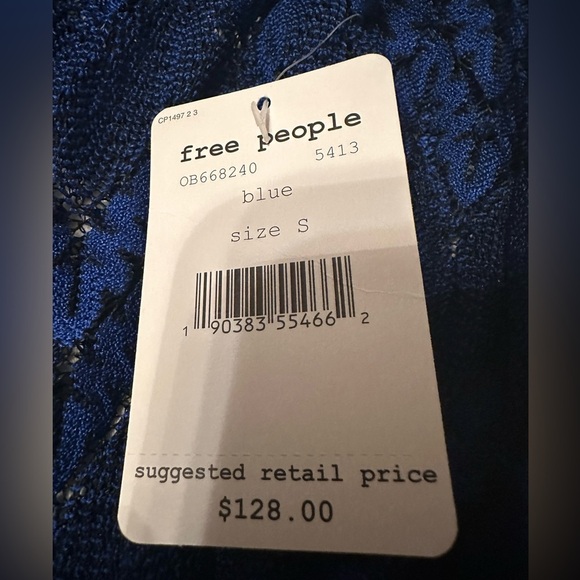 CP1497 2 3
free people
OB668240 5413
blue
size S
1 90383 55466 2
suggested retail price
$128.00